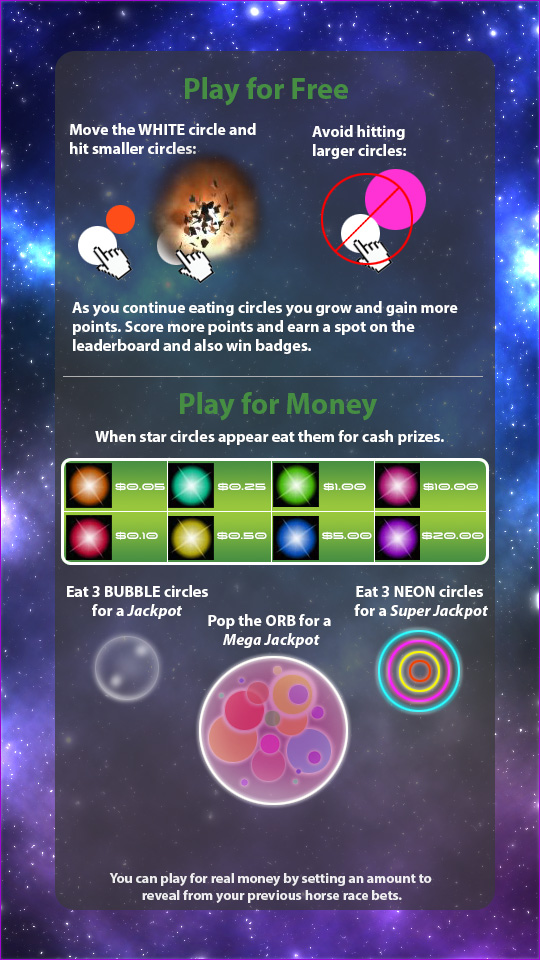 Play for Free
Move the WHITE circle and
hit smaller circles:
Avoid hitting
larger circles:
As you continue eating circles you grow and gain more
points. Score more points and earn a spot on the
leaderboard and also win badges.
Play for Money
When star circles appear eat them for cash prizes.
$0.05 $0.25 $1.00 $10.00
$0.10 $0.50 $5.00 $20.00
Eat 3 BUBBLE circles
for a Jackpot
Pop the ORB for a
Mega Jackpot
Eat 3 NEON circles
for a Super Jackpot
You can play for real money by setting an amount to
reveal from your previous horse race bets.